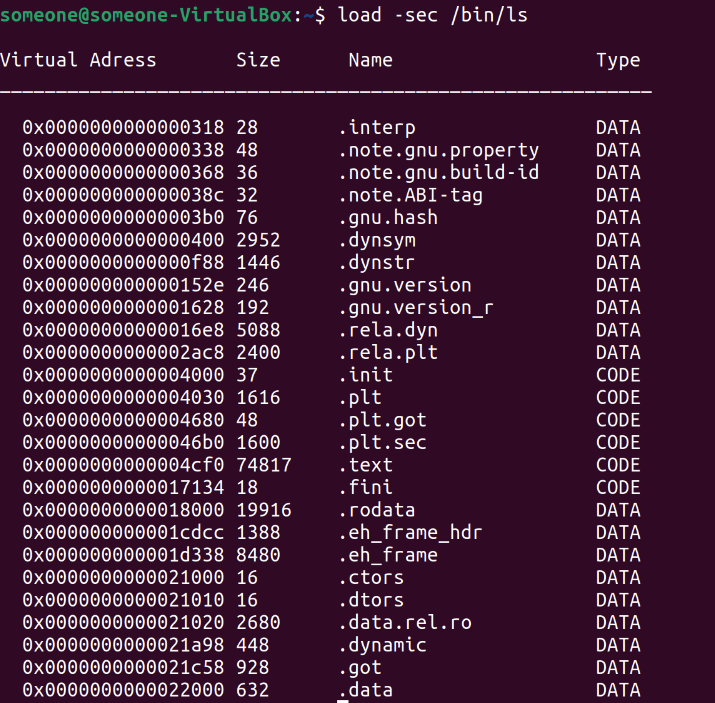 someone@someone-VirtualBox:~$ load -sec /bin/ls
Virtual Adress Size Name Type
0x0000000000000318 28 .interp DATA
0x0000000000000338 48 .note.gnu.property DATA
0x0000000000000368 36 .note.gnu.build-id DATA
0x000000000000038c 32 .note.ABI-tag DATA
0x00000000000003b0 76 .gnu.hash DATA
0x0000000000000400 2952 .dynsym DATA
0x0000000000000f88 1446 .dynstr DATA
0x000000000000152e 246 .gnu.version DATA
0x0000000000001628 192 .gnu.version_r DATA
0x00000000000016e8 5088 .rela.dyn DATA
0x0000000000002ac8 2400 .rela.plt DATA
0x0000000000004000 37 .init CODE
0x0000000000004030 1616 .plt CODE
0x0000000000004680 48 .plt.got CODE
0x00000000000046b0 1600 .plt.sec CODE
0x0000000000004cf0 74817 .text CODE
0x0000000000017134 18 .fini CODE
0x0000000000018000 19916 .rodata DATA
0x000000000001cdcc 1388 .eh_frame_hdr DATA
0x000000000001d338 8480 .eh_frame DATA
0x0000000000021000 16 .ctors DATA
0x0000000000021010 16 .dtors DATA
0x0000000000021020 2680 .data.rel.ro DATA
0x0000000000021a98 448 .dynamic DATA
0x0000000000021c58 928 .got DATA
0x0000000000022000 632 .data DATA